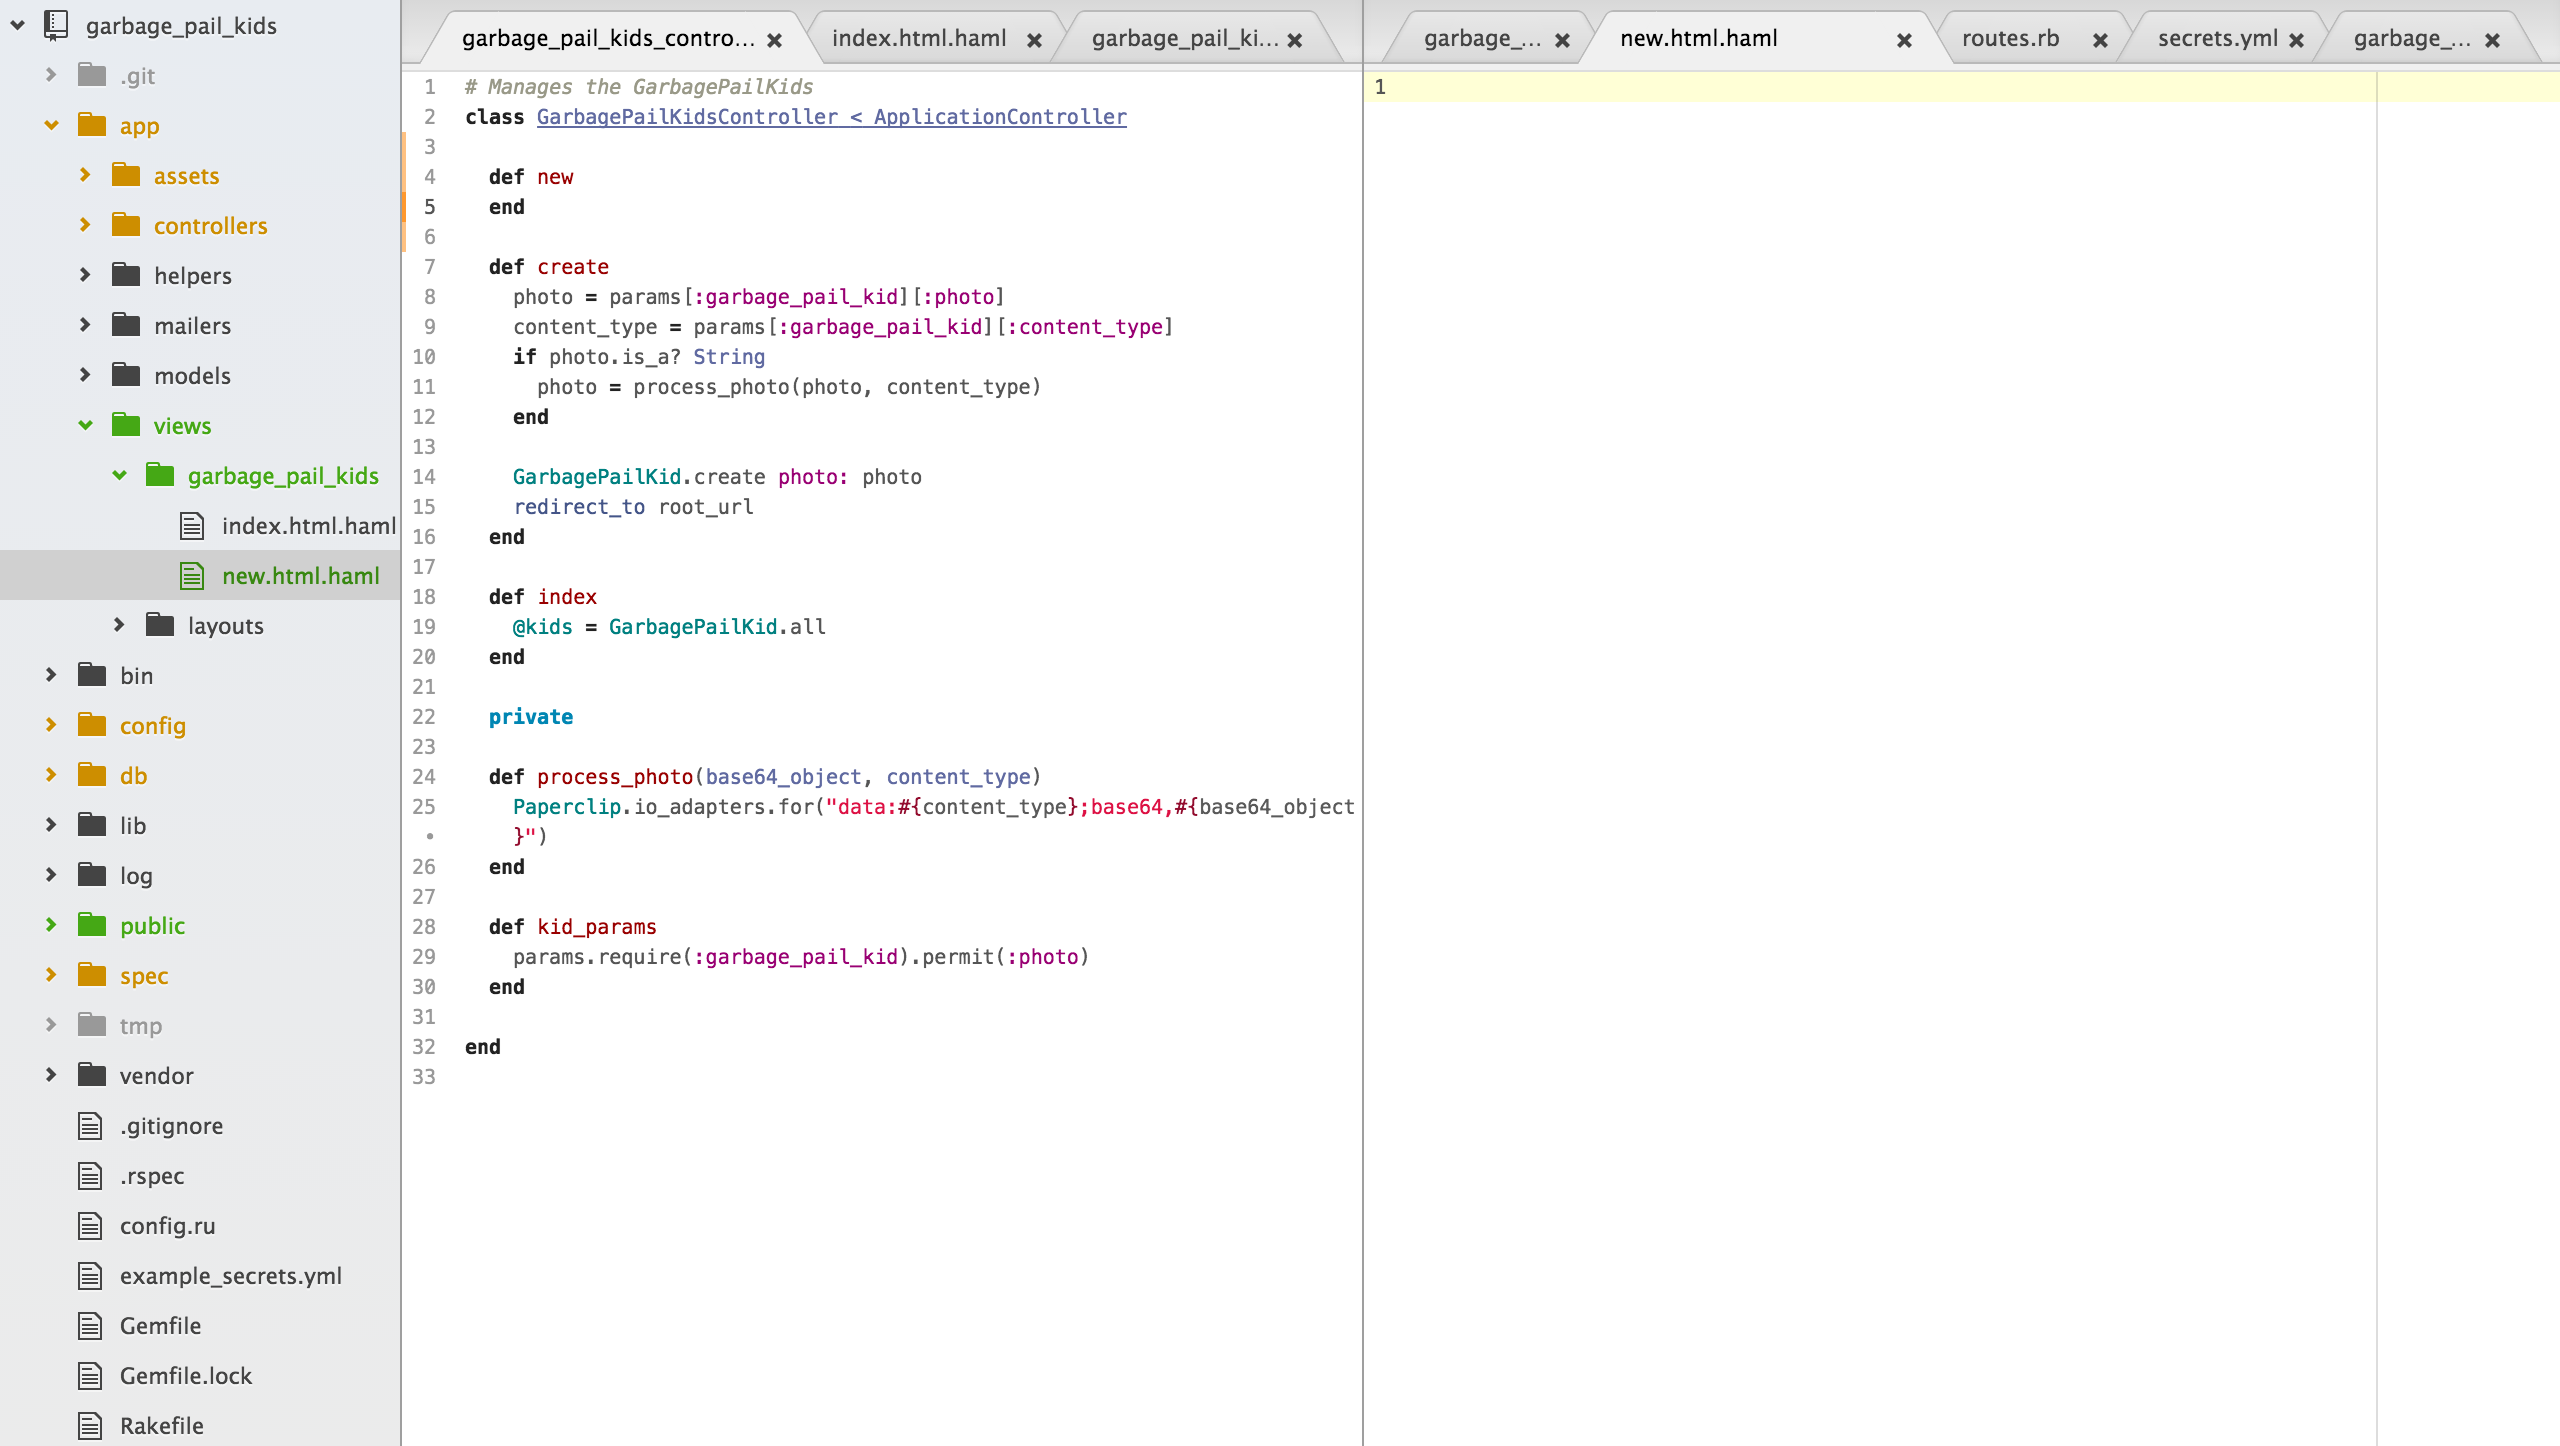 garbage_pail_kids
.git
app
assets
controllers
helpers
mailers
models
views
garbage_pail_kids
index.html.haml
new.html.haml
layouts
bin
config
db
lib
log
public
spec
tmp
vendor
.gitignore
.rspec
config.ru
example_secrets.yml
Gemfile
Gemfile.lock
Rakefile
garbage_pail_kids_contro...
index.html.haml
garbage_pail_ki...
1 # Manages the GarbagePailKids
2 class GarbagePailKidsController < ApplicationController
3
4 def new
5 end
6
7 def create
8 photo = params[:garbage_pail_kid][:photo]
9 content_type = params[:garbage_pail_kid][:content_type]
10 if photo.is_a? String
11 photo = process_photo(photo, content_type)
12 end
13
14 GarbagePailKid.create photo: photo
15 redirect_to root_url
16 end
17
18 def index
19 @kids = GarbagePailKid.all
20 end
21
22 private
23
24 def process_photo(base64_object, content_type)
25 Paperclip.io_adapters.for("data:#{content_type};base64,#{base64_object
• }")
26 end
27
28 def kid_params
29 params.require(:garbage_pail_kid).permit(:photo)
30 end
31
32 end
33
garbage_...
new.html.haml
routes.rb
secrets.yml
garbage_...
1